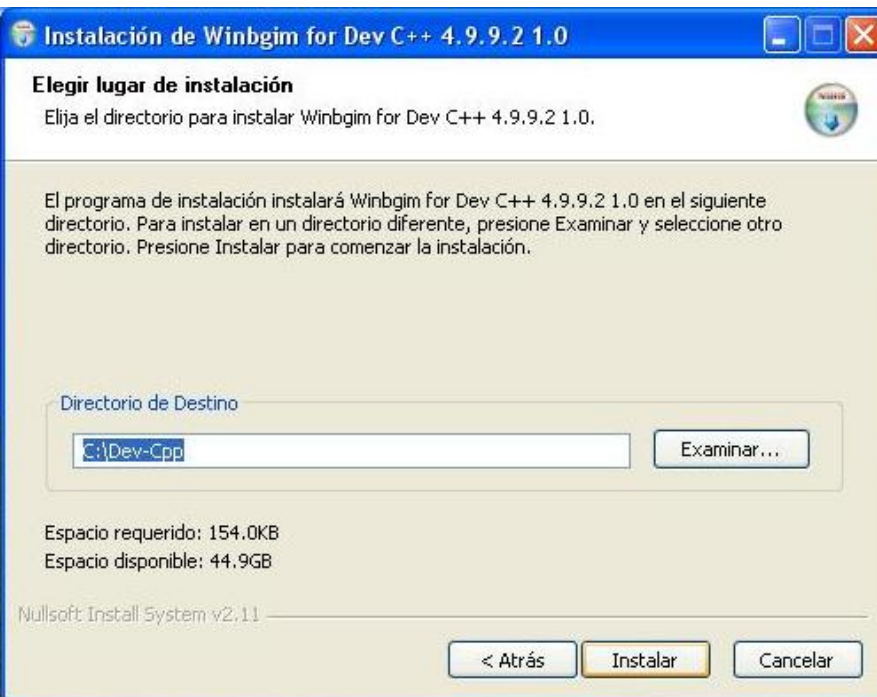 Instalación de Winbgim for Dev C++ 4.9.9.2 1.0
Elegir lugar de instalación
Elija el directorio para instalar Winbgim for Dev C++ 4.9.9.2 1.0.
El programa de instalación instalará Winbgim for Dev C++ 4.9.9.2 1.0 en el siguiente
directorio. Para instalar en un directorio diferente, presione Examinar y seleccione otro
directorio. Presione Instalar para comenzar la instalación.
Directorio de Destino
C:\Dev-Cpp
Examinar...
Espacio requerido: 154.0KB
Espacio disponible: 44.9GB
Nullsoft Install System v2.11
< Atrás
Instalar
Cancelar